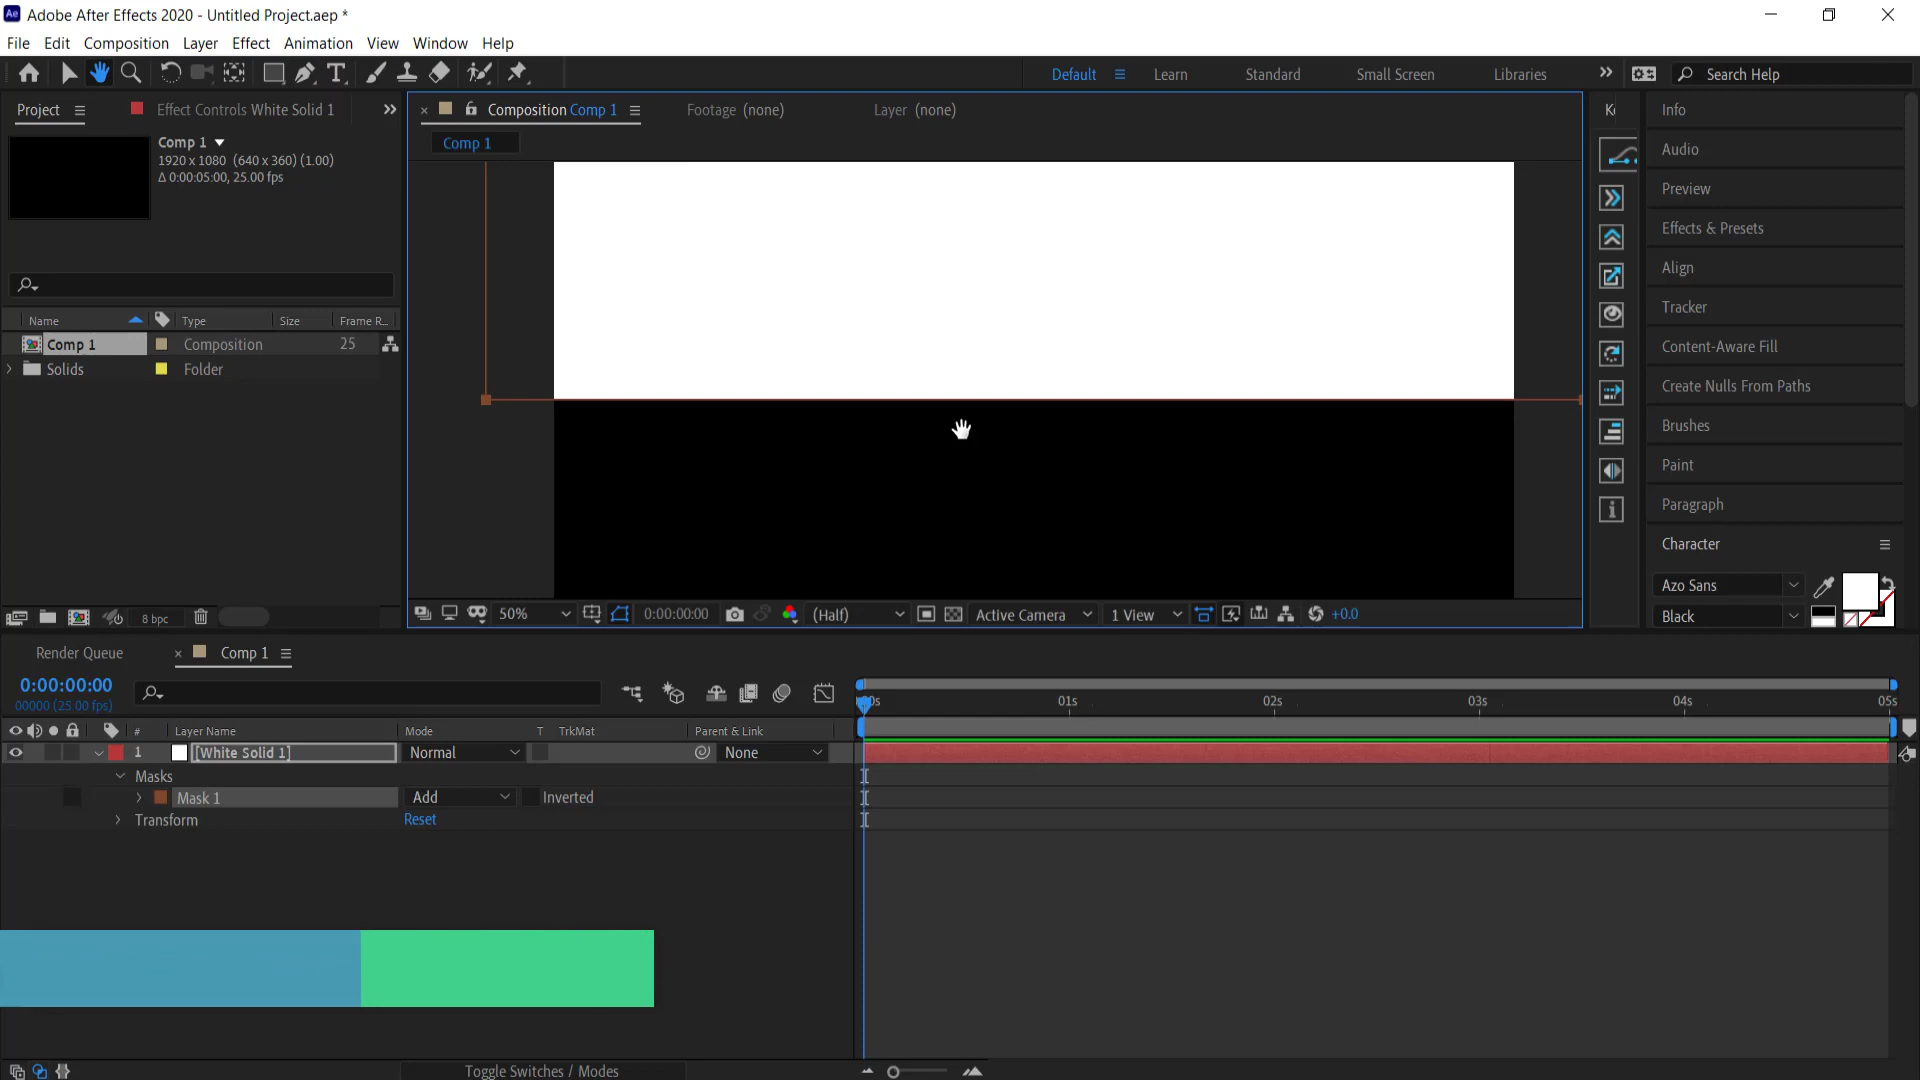 Adobe After Effects 2020 - Untitled Project.aep *
File Edit Composition Layer Effect Animation View Window Help
Default Learn Standard Small Screen Libraries Search Help
Project Effect Controls White Solid 1
Composition Comp 1 Footage (none) Layer (none)
Comp 1
Comp 1
1920 x 1080 (640 x 360) (1.00)
Δ 0:00:05:00, 25.00 fps
Name Type Size Frame R...
Comp 1 Composition 25
Solids Folder
Info
Audio
Preview
Effects & Presets
Align
Tracker
Content-Aware Fill
Create Nulls From Paths
Brushes
Paint
Paragraph
Character
Azo Sans
Black
8 bpc
50% 0:00:00:00 (Half) Active Camera 1 View +0.0
Render Queue Comp 1
0:00:00:00
00000 (25.00 fps)
01s 02s 03s 04s 05s
# Layer Name Mode T TrkMat Parent & Link
1 [White Solid 1] Normal None
Masks
Mask 1 Add Inverted
Transform Reset
Toggle Switches / Modes